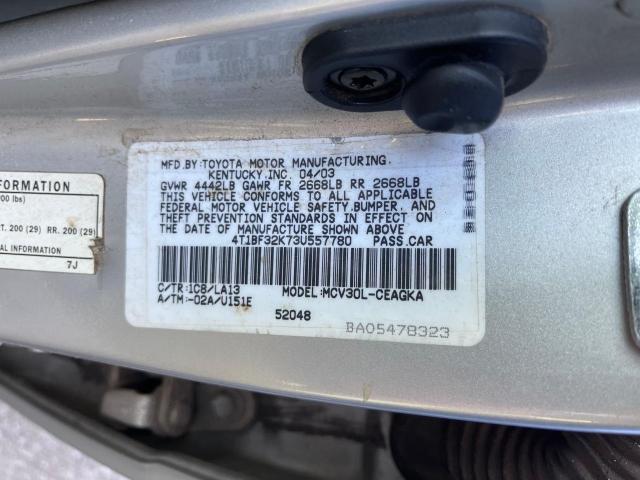 MFD.BY:TOYOTA MOTOR MANUFACTURING.
KENTUCKY.INC. 04/03
GVWR 4442LB GAWR FR 2668LB RR 2668LB
THIS VEHICLE CONFORMS TO ALL APPLICABLE
FEDERAL MOTOR VEHICLE SAFETY.BUMPER, AND
THEFT PREVENTION STANDARDS IN EFFECT ON
THE DATE OF MANUFACTURE SHOWN ABOVE
4T1BF32K73U557780 PASS.CAR
C/TR:1C8/LA13 MODEL:MCV30L-CEAGKA
A/TM:-02A/U151E
52048
BA05478323
FORMATION
00 lbs)
T. 200 (29) RR. 200 (29)
AL INFORMATION
7J